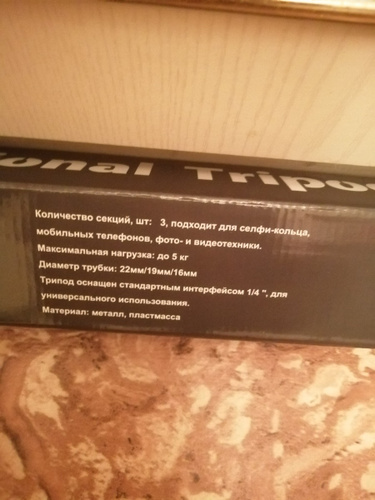 onal Tripo
Количество секций, шт: 3, подходит для селфи-кольца,
мобильных телефонов, фото- и видеотехники.
Максимальная нагрузка: до 5 кг
Диаметр трубки: 22мм/19мм/16мм
Трипод оснащен стандартным интерфейсом 1/4 ", для
универсального использования.
Материал: металл, пластмасса